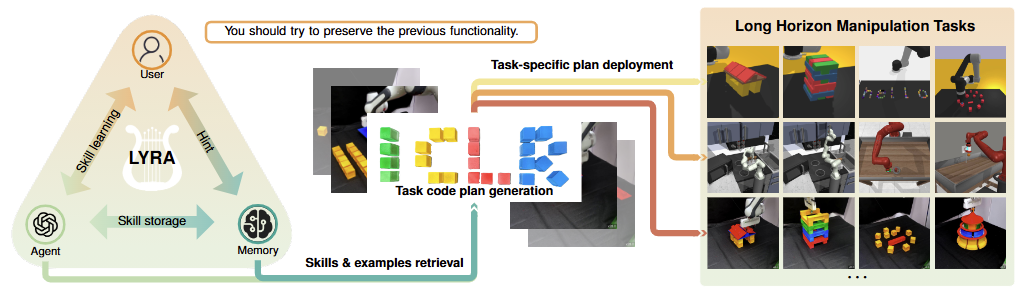 You should try to preserve the previous functionality.
Long Horizon Manipulation Tasks
User
Task-specific plan deployment
Skill learning
Hint
LYRA
Task code plan generation
Skill storage
Agent
Memory
Skills & examples retrieval
...